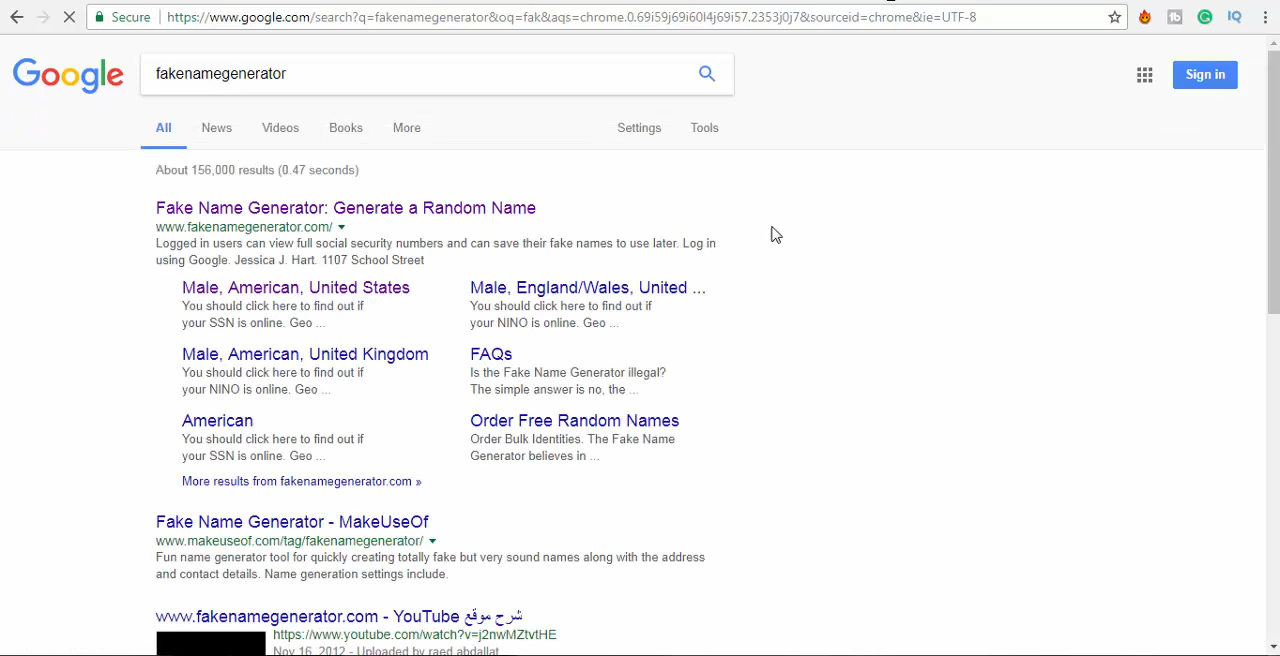 Secure https://www.google.com/search?q=fakenamegenerator&oq=fak&aqs=chrome.0.69i59j69i60l4j69i57.2353j0j7&sourceid=chrome&ie=UTF-8
Google fakenamegenerator Sign in
All News Videos Books More Settings Tools
About 156,000 results (0.47 seconds)
Fake Name Generator: Generate a Random Name
www.fakenamegenerator.com/
Logged in users can view full social security numbers and can save their fake names to use later. Log in
using Google. Jessica J. Hart. 1107 School Street
Male, American, United States
You should click here to find out if
your SSN is online. Geo ...
Male, England/Wales, United ...
You should click here to find out if
your NINO is online. Geo ...
Male, American, United Kingdom
You should click here to find out if
your NINO is online. Geo ...
FAQs
Is the Fake Name Generator illegal?
The simple answer is no, the ...
American
You should click here to find out if
your SSN is online. Geo ...
Order Free Random Names
Order Bulk Identities. The Fake Name
Generator believes in ...
More results from fakenamegenerator.com »
Fake Name Generator - MakeUseOf
www.makeuseof.com/tag/fakenamegenerator/
Fun name generator tool for quickly creating totally fake but very sound names along with the address
and contact details. Name generation settings include.
www.fakenamegenerator.com - YouTube شرح موقع
https://www.youtube.com/watch?v=j2nwMZtvtHE
Nov 16, 2012 - Uploaded by raed abdallat